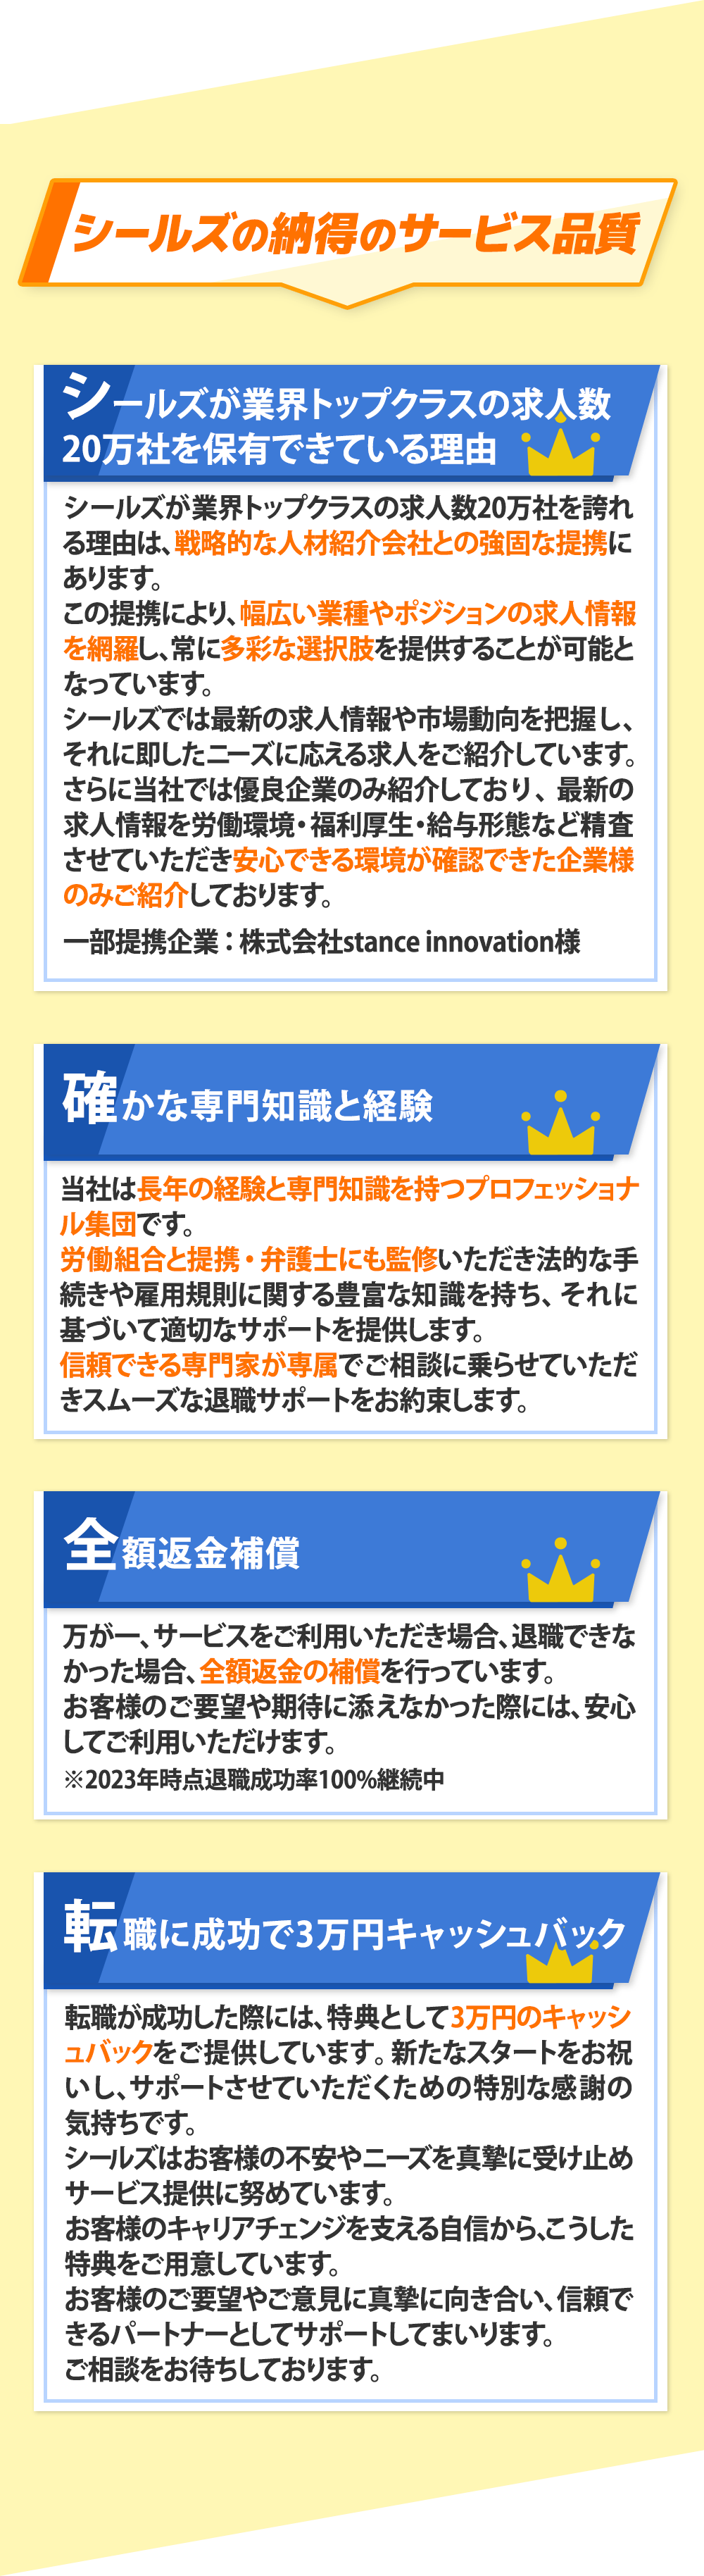 シールズの納得のサービス品質
シールズが業界トップクラスの求人数
20万社を保有できている理由
シールズが業界トップクラスの求人数20万社を誇れ
る理由は、戦略的な人材紹介会社との強固な提携に
あります。
この提携により、幅広い業種やポジションの求人情報
を網羅し、常に多彩な選択肢を提供することが可能と
なっています。
シールズでは最新の求人情報や市場動向を把握し、
それに即したニーズに応える求人をご紹介しています。
さらに当社では優良企業のみ紹介しており、最新の
求人情報を労働環境・福利厚生・給与形態など精査
させていただき安心できる環境が確認できた企業様
のみご紹介しております。
一部提携企業：株式会社stance innovation様
確かな専門知識と経験
当社は長年の経験と専門知識を持つプロフェッショナ
ル集団です。
労働組合と提携・弁護士にも監修いただき法的な手
続きや雇用規則に関する豊富な知識を持ち、それに
基づいて適切なサポートを提供します。
信頼できる専門家が専属でご相談に乗らせていただ
きスムーズな退職サポートをお約束します。
全額返金補償
万が一、サービスをご利用いただき場合、退職できな
かった場合、全額返金の補償を行っています。
お客様のご要望や期待に添えなかった際には、安心
してご利用いただけます。
※2023年時点退職成功率100%継続中
転職に成功で3万円キャッシュバック
転職が成功した際には、特典として3万円のキャッシ
ュバックをご提供しています。新たなスタートをお祝
いし、サポートさせていただくための特別な感謝の
気持ちです。
シールズはお客様の不安やニーズを真摯に受け止め
サービス提供に努めています。
お客様のキャリアチェンジを支える自信から、こうした
特典をご用意しています。
お客様のご要望やご意見に真摯に向き合い、信頼で
きるパートナーとしてサポートしてまいります。
ご相談をお待ちしております。